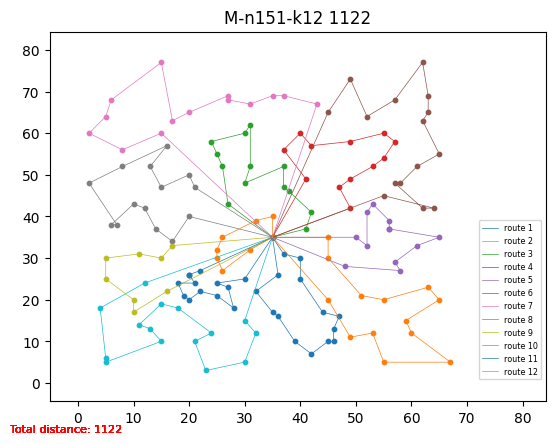 M-n151-k12 1122
80
70
60
50
40
30
20
10
0
0 10 20 30 40 50 60 70 80
route 1
route 2
route 3
route 4
route 5
route 6
route 7
route 8
route 9
route 10
route 11
route 12
Total distance: 1122